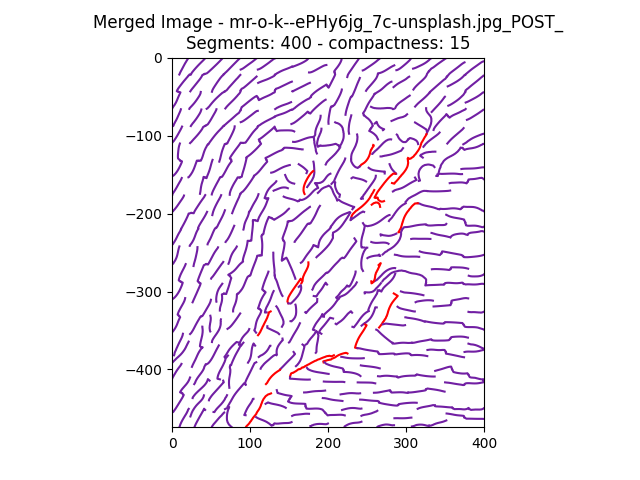 Merged Image - mr-o-k--ePHy6jg_7c-unsplash.jpg_POST_
Segments: 400 - compactness: 15
0
−100
−200
−300
−400
0 100 200 300 400